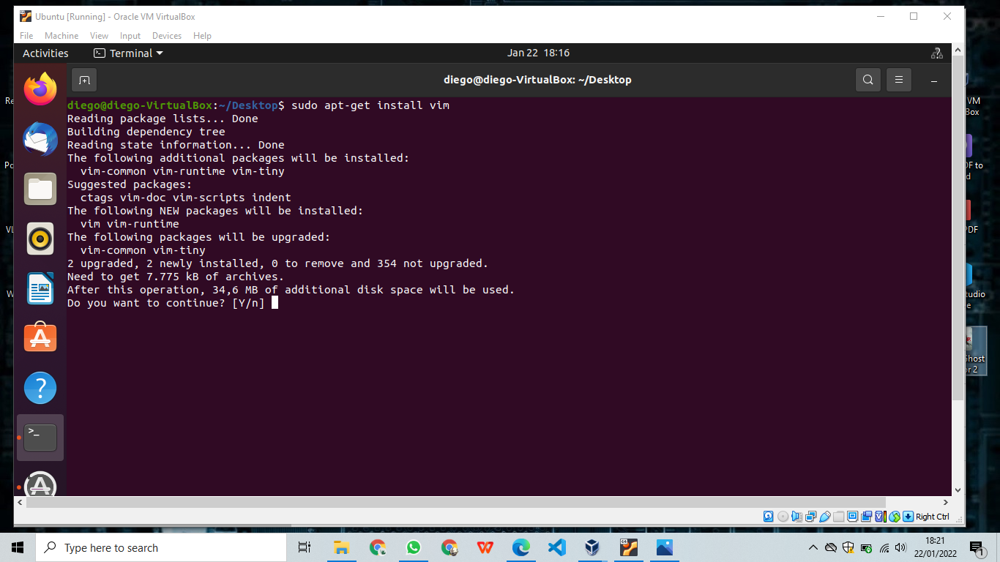 Ubuntu [Running] - Oracle VM VirtualBox
File Machine View Input Devices Help
Activities Terminal Jan 22 18:16
diego@diego-VirtualBox: ~/Desktop
diego@diego-VirtualBox:~/Desktop$ sudo apt-get install vim
Reading package lists... Done
Building dependency tree
Reading state information... Done
The following additional packages will be installed:
vim-common vim-runtime vim-tiny
Suggested packages:
ctags vim-doc vim-scripts indent
The following NEW packages will be installed:
vim vim-runtime
The following packages will be upgraded:
vim-common vim-tiny
2 upgraded, 2 newly installed, 0 to remove and 354 not upgraded.
Need to get 7.775 kB of archives.
After this operation, 34,6 MB of additional disk space will be used.
Do you want to continue? [Y/n]
VM
Box
DF to
PDF
Right Ctrl
Type here to search
18:21
22/01/2022
1